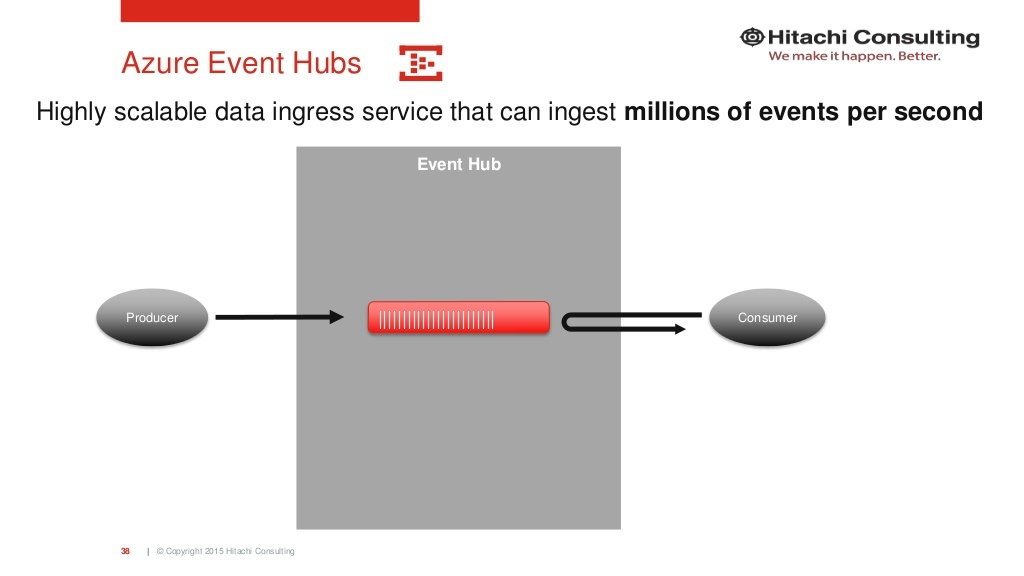 Hitachi Consulting
We make it happen. Better.
Azure Event Hubs
Highly scalable data ingress service that can ingest millions of events per second
Event Hub
Producer
Consumer
38 | © Copyright 2015 Hitachi Consulting